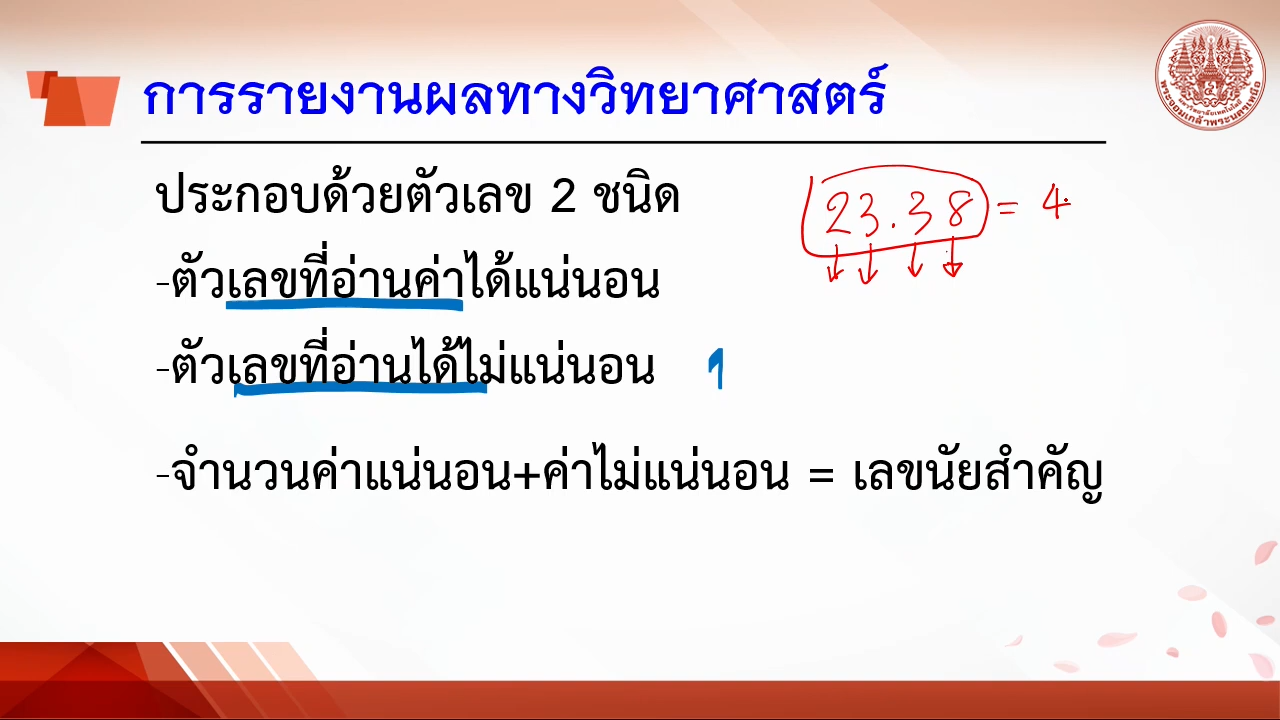 การรายงานผลทางวิทยาศาสตร์
ประกอบด้วยตัวเลข 2 ชนิด
23.38 = 4
-ตัวเลขที่อ่านค่าได้แน่นอน
-ตัวเลขที่อ่านได้ไม่แน่นอน 1
-จำนวนค่าแน่นอน+ค่าไม่แน่นอน = เลขนัยสำคัญ